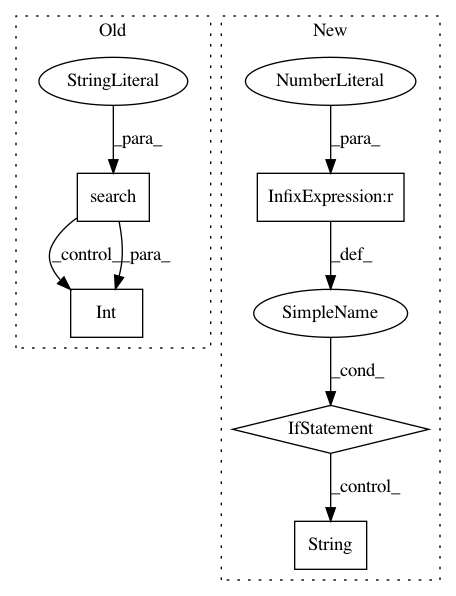 Old
StringLiteral
_para_
search
_control_ _para_
Int
New
NumberLiteral
_para_
InfixExpression:r
_def_
SimpleName
_cond_
IfStatement
_control_
String